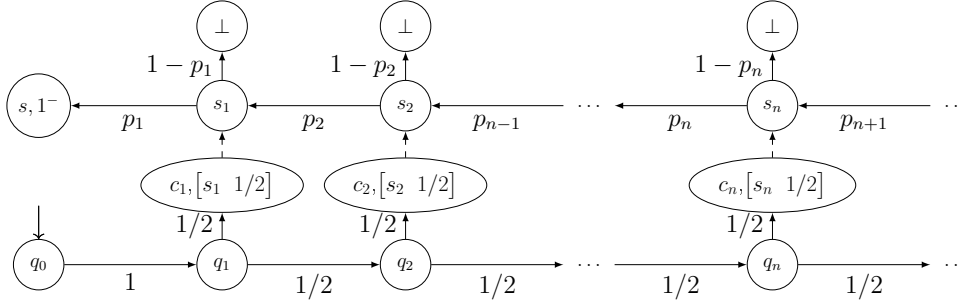 ⊥ ⊥ ⊥
1 − p₁ 1 − p₂ 1 − pₙ
s, 1⁻ s₁ s₂ ⋯ sₙ ⋯
p₁ p₂ pₙ₋₁ pₙ pₙ₊₁
c₁,[s₁ 1/2] c₂,[s₂ 1/2] cₙ,[sₙ 1/2]
1/2 1/2 1/2
q₀ q₁ q₂ ⋯ qₙ ⋯
1 1/2 1/2 1/2 1/2